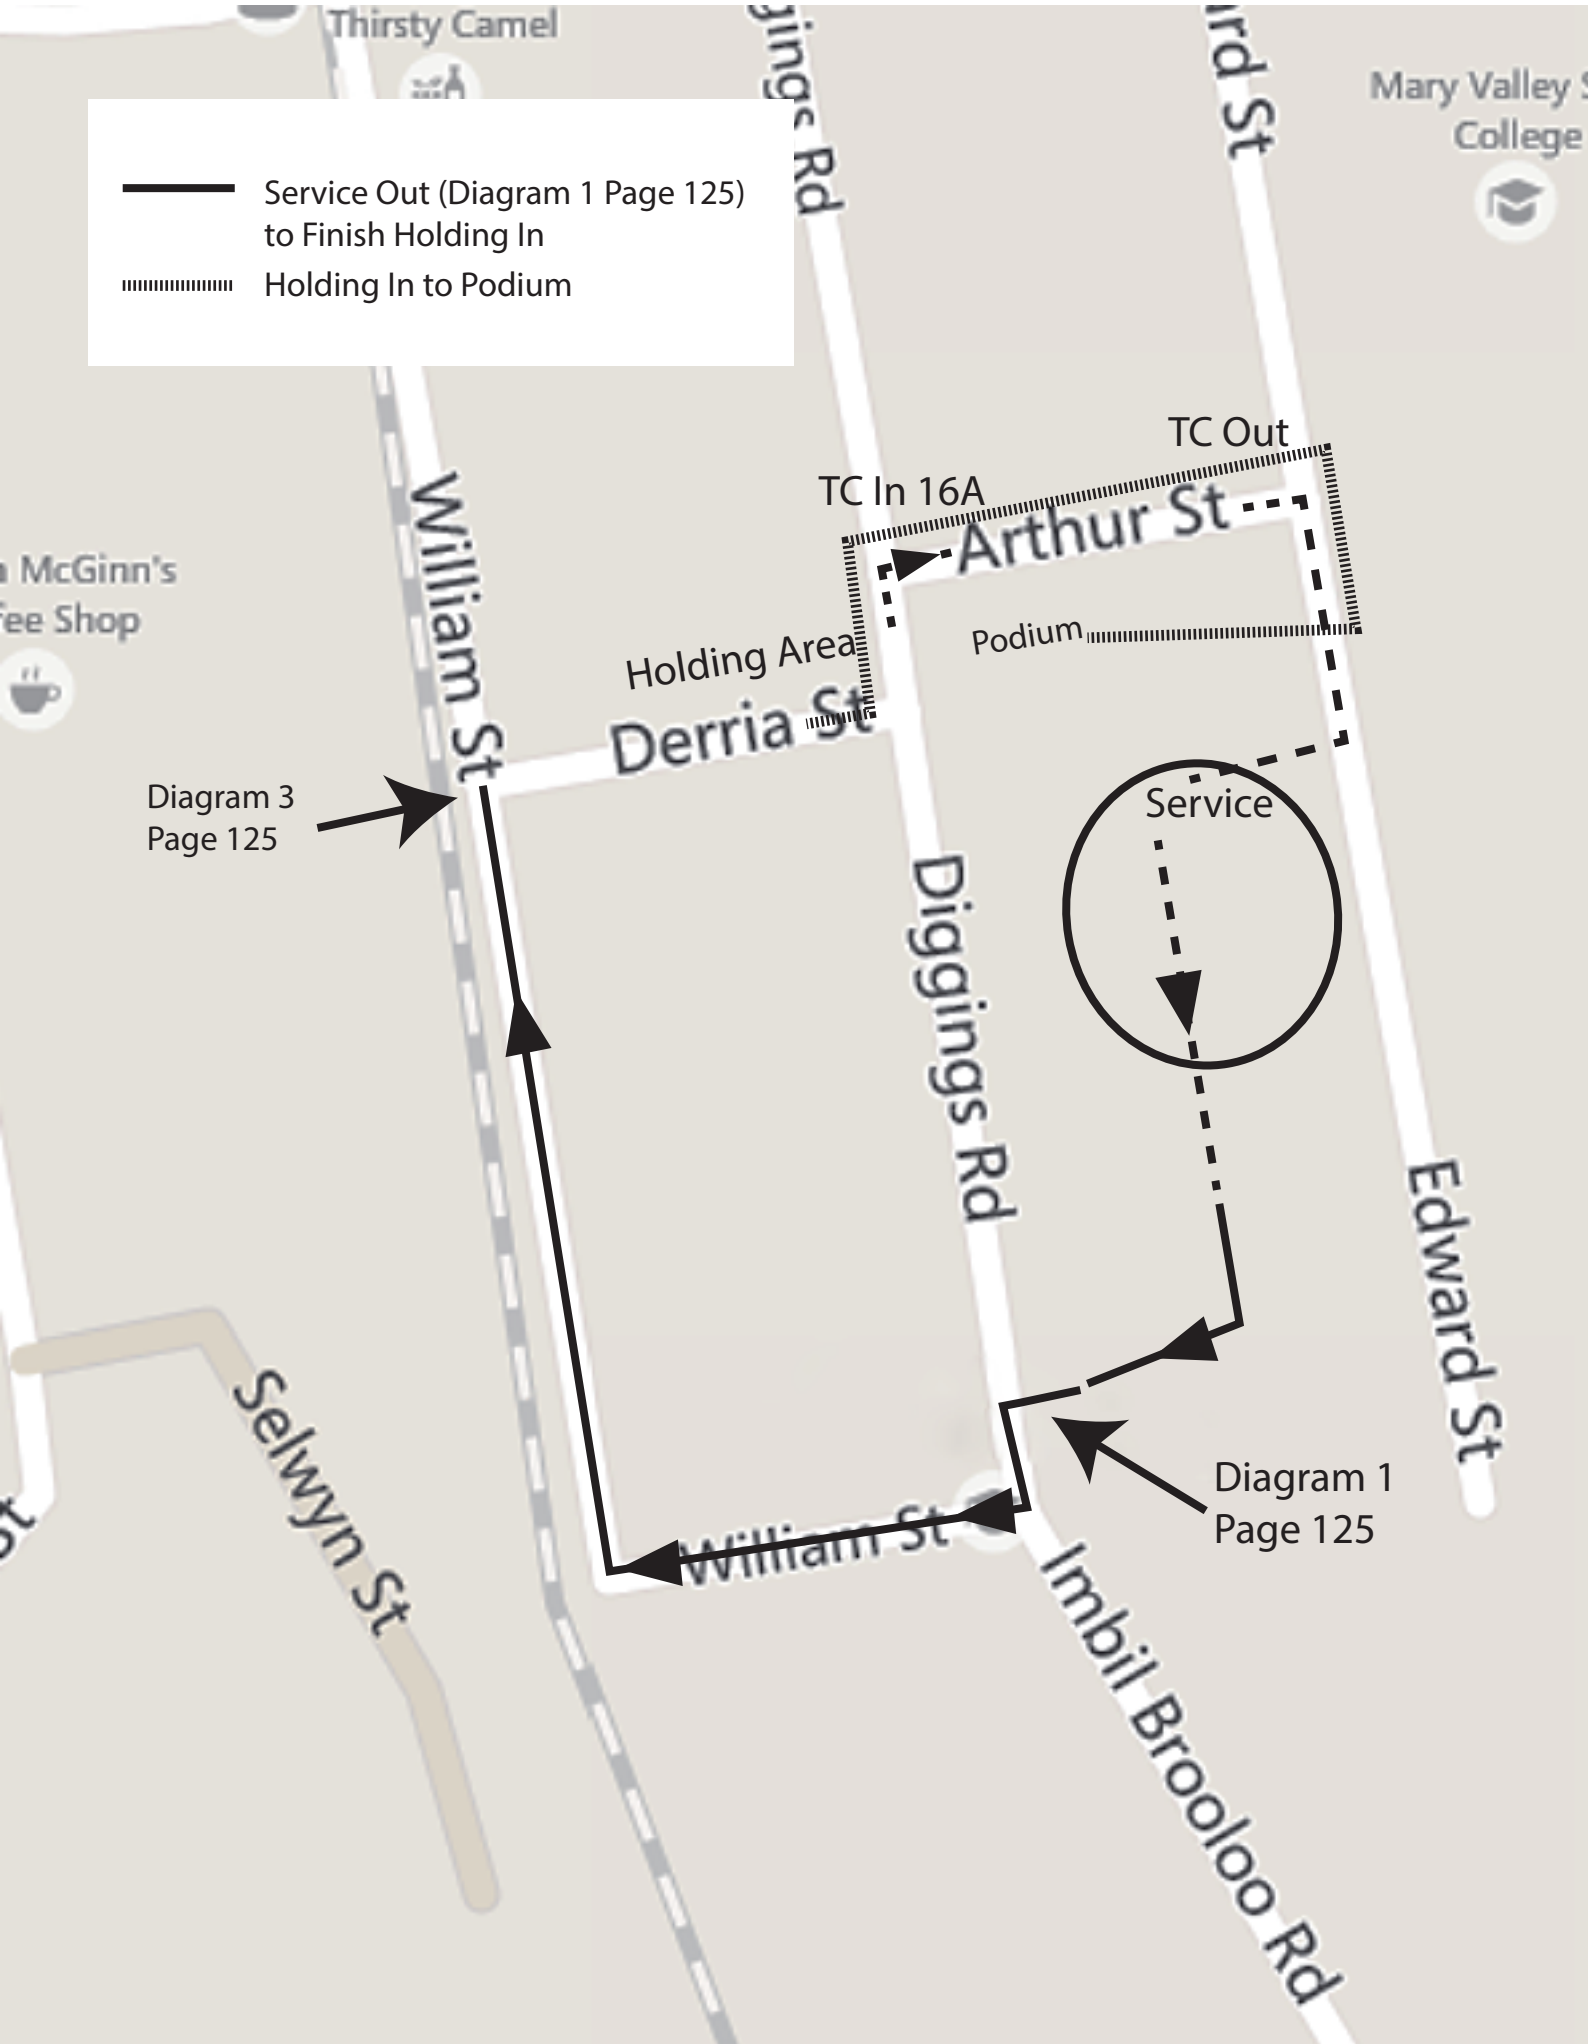 Thirsty Camel
Mary Valley
College
Service Out (Diagram 1 Page 125)
to Finish Holding In
Holding In to Podium
Rd
St
TC Out
TC In 16A
Arthur St
William St
McGinn's
Shop
Podium
Holding Area
Derria St
Diagram 3
Page 125
Service
Diggings Rd
Edward St
Selwyn St
Diagram 1
Page 125
William St
Imbil Brooloo Rd